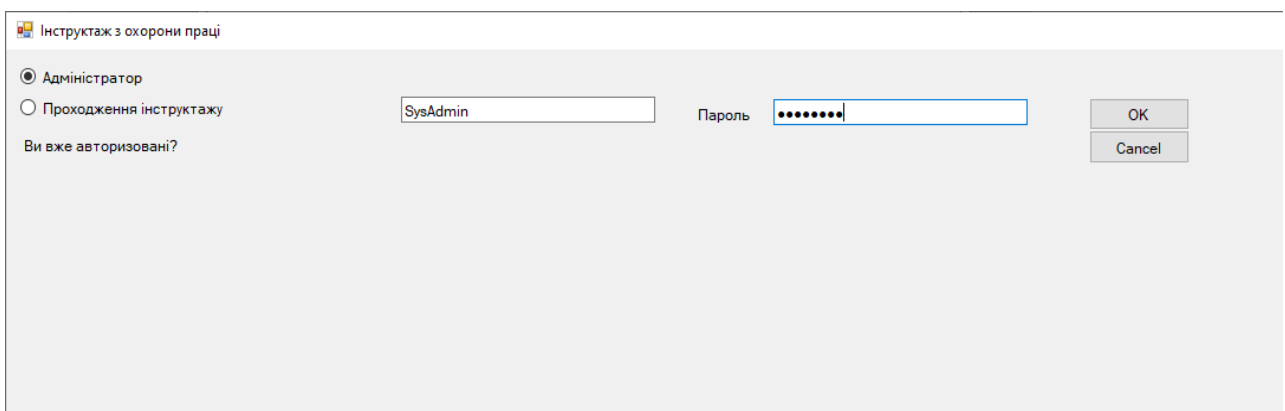 Інструктаж з охорони праці
Адміністратор
Проходження інструктажу
SysAdmin
Пароль
●●●●●●●●
OK
Ви вже авторизовані?
Cancel